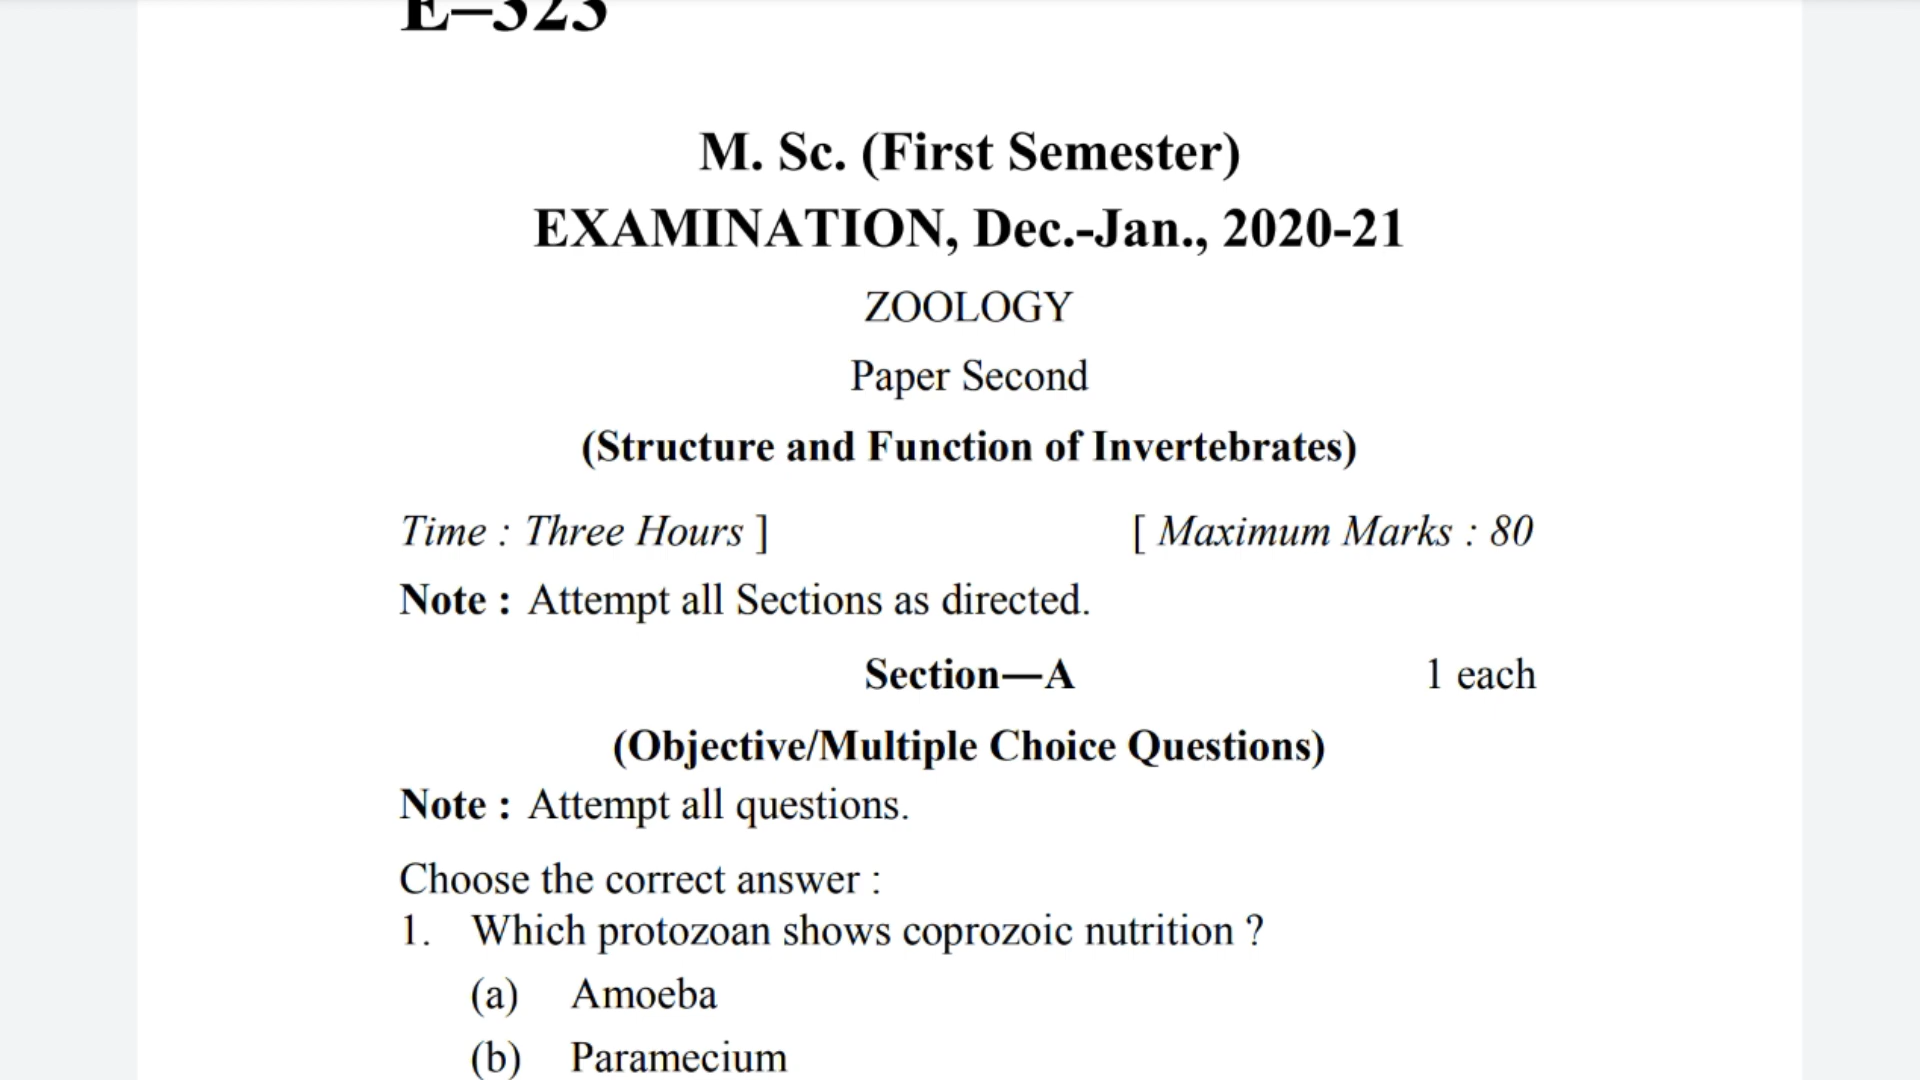 E–323
M. Sc. (First Semester)
EXAMINATION, Dec.-Jan., 2020-21
ZOOLOGY
Paper Second
(Structure and Function of Invertebrates)
Time : Three Hours ] [ Maximum Marks : 80
Note : Attempt all Sections as directed.
Section—A 1 each
(Objective/Multiple Choice Questions)
Note : Attempt all questions.
Choose the correct answer :
1. Which protozoan shows coprozoic nutrition ?
(a) Amoeba
(b) Paramecium